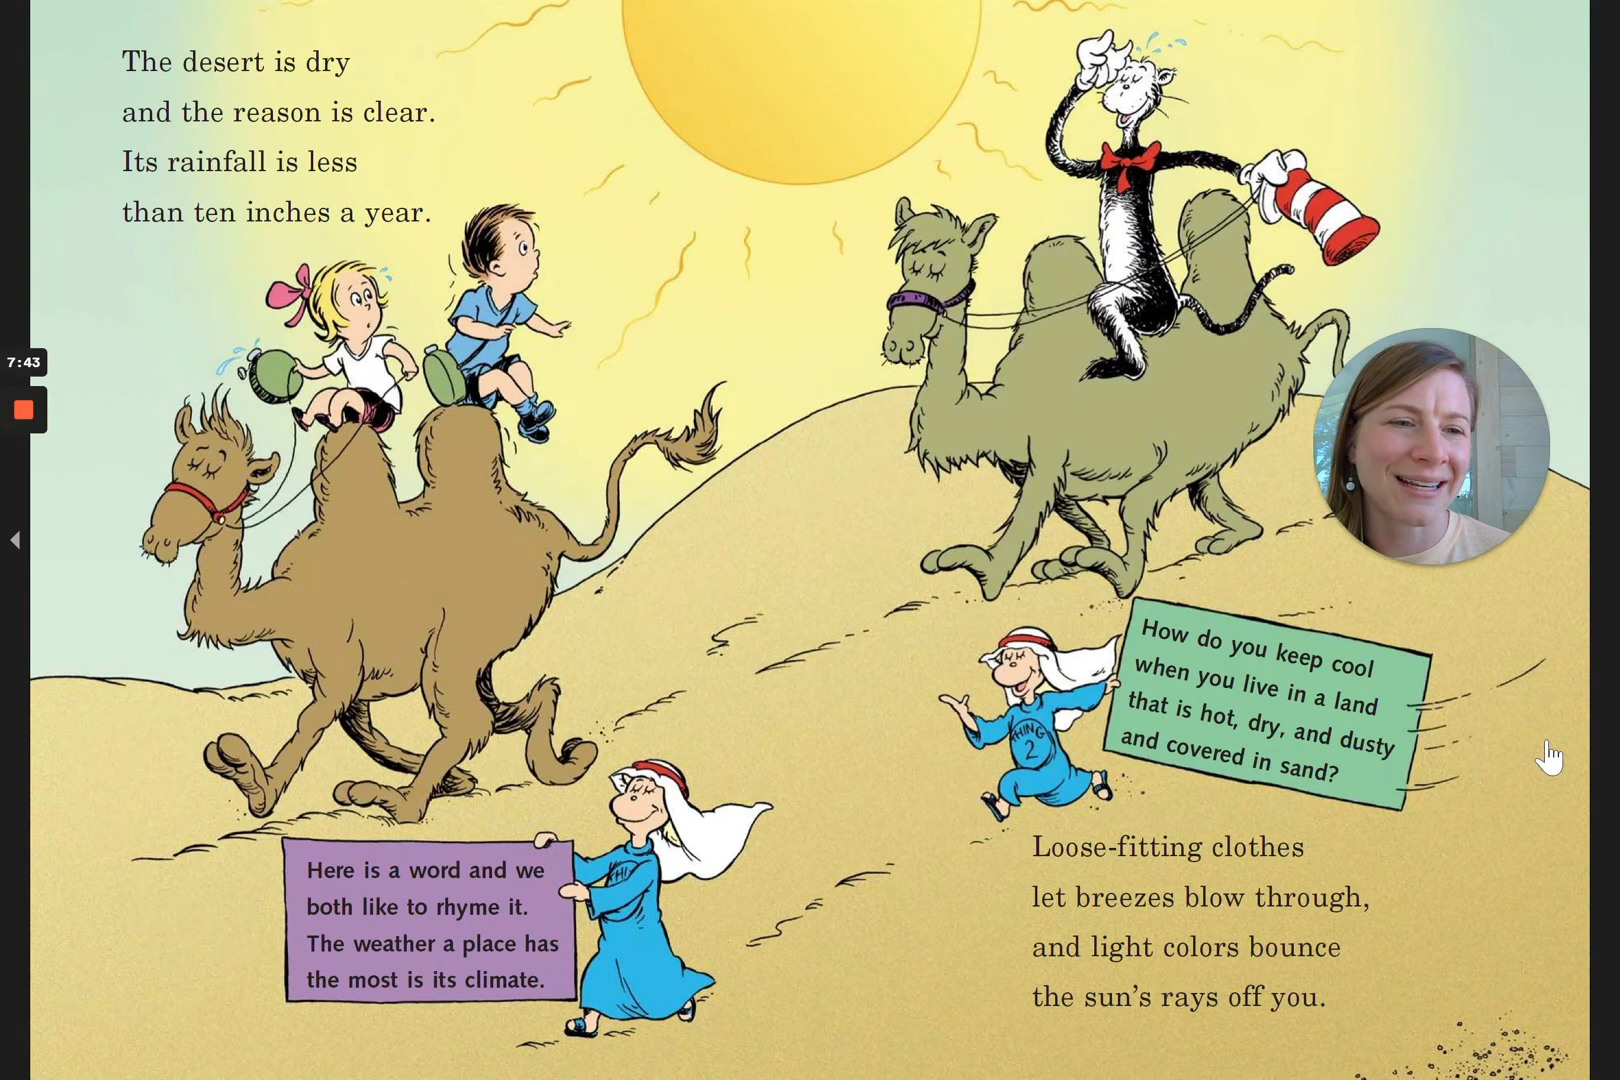 The desert is dry
and the reason is clear.
Its rainfall is less
than ten inches a year.
7:43
THING
2
How do you keep cool
when you live in a land
that is hot, dry, and dusty
and covered in sand?
THI
Here is a word and we
both like to rhyme it.
The weather a place has
the most is its climate.
Loose-fitting clothes
let breezes blow through,
and light colors bounce
the sun's rays off you.